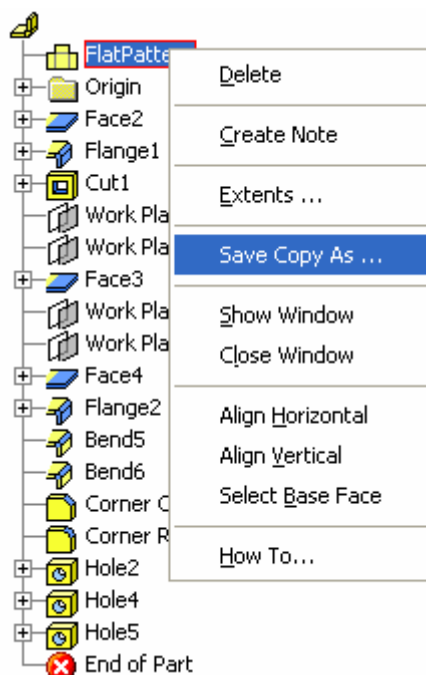 FlatPatte
Origin
Face2
Flange1
Cut1
Work Pla
Work Pla
Face3
Work Pla
Work Pla
Face4
Flange2
Bend5
Bend6
Corner C
Corner R
Hole2
Hole4
Hole5
End of Part
Delete
Create Note
Extents ...
Save Copy As ...
Show Window
Close Window
Align Horizontal
Align Vertical
Select Base Face
How To...